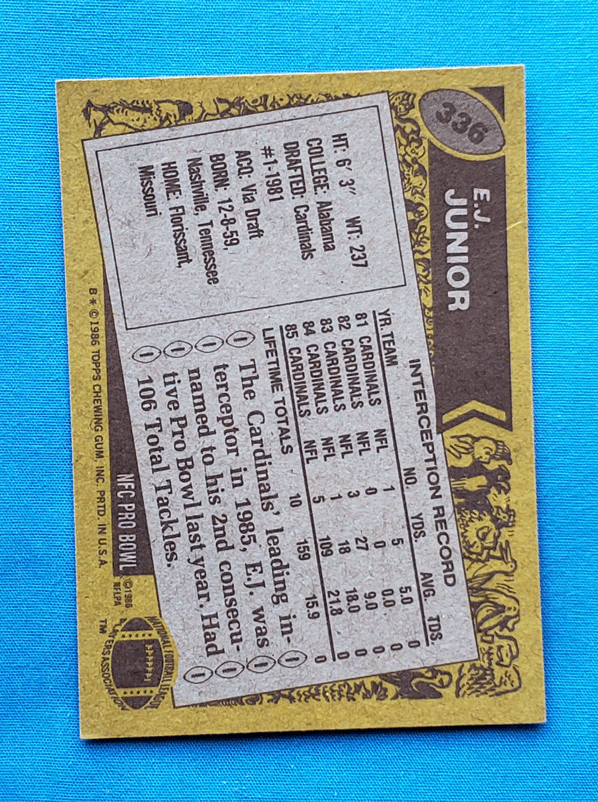 336
E.J.
JUNIOR
HT: 6' 3" WT: 237
COLLEGE: Alabama
DRAFTED: Cardinals
#1-1981
ACQ: Via Draft
BORN: 12-8-59,
Nashville, Tennessee
HOME: Florissant,
Missouri
INTERCEPTION RECORD
YR. TEAM NO. YDS. AVG. TDS.
81 CARDINALS NFL 1 5 5.0 0
82 CARDINALS NFL 0 0 0.0 0
83 CARDINALS NFL 3 27 9.0 0
84 CARDINALS NFL 1 18 18.0 0
85 CARDINALS NFL 5 109 21.8 0
LIFETIME TOTALS 10 159 15.9 0
The Cardinals' leading in-
terceptor in 1985, E.J. was
named to his 2nd consecu-
tive Pro Bowl last year. Had
106 Total Tackles.
NFC PRO BOWL
©1986
NFLPA
TM
NATIONAL FOOTBALL LEAGUE
PLAYERS ASSOCIATION
B * © 1986 TOPPS CHEWING GUM, INC. PRTD. IN U.S.A.